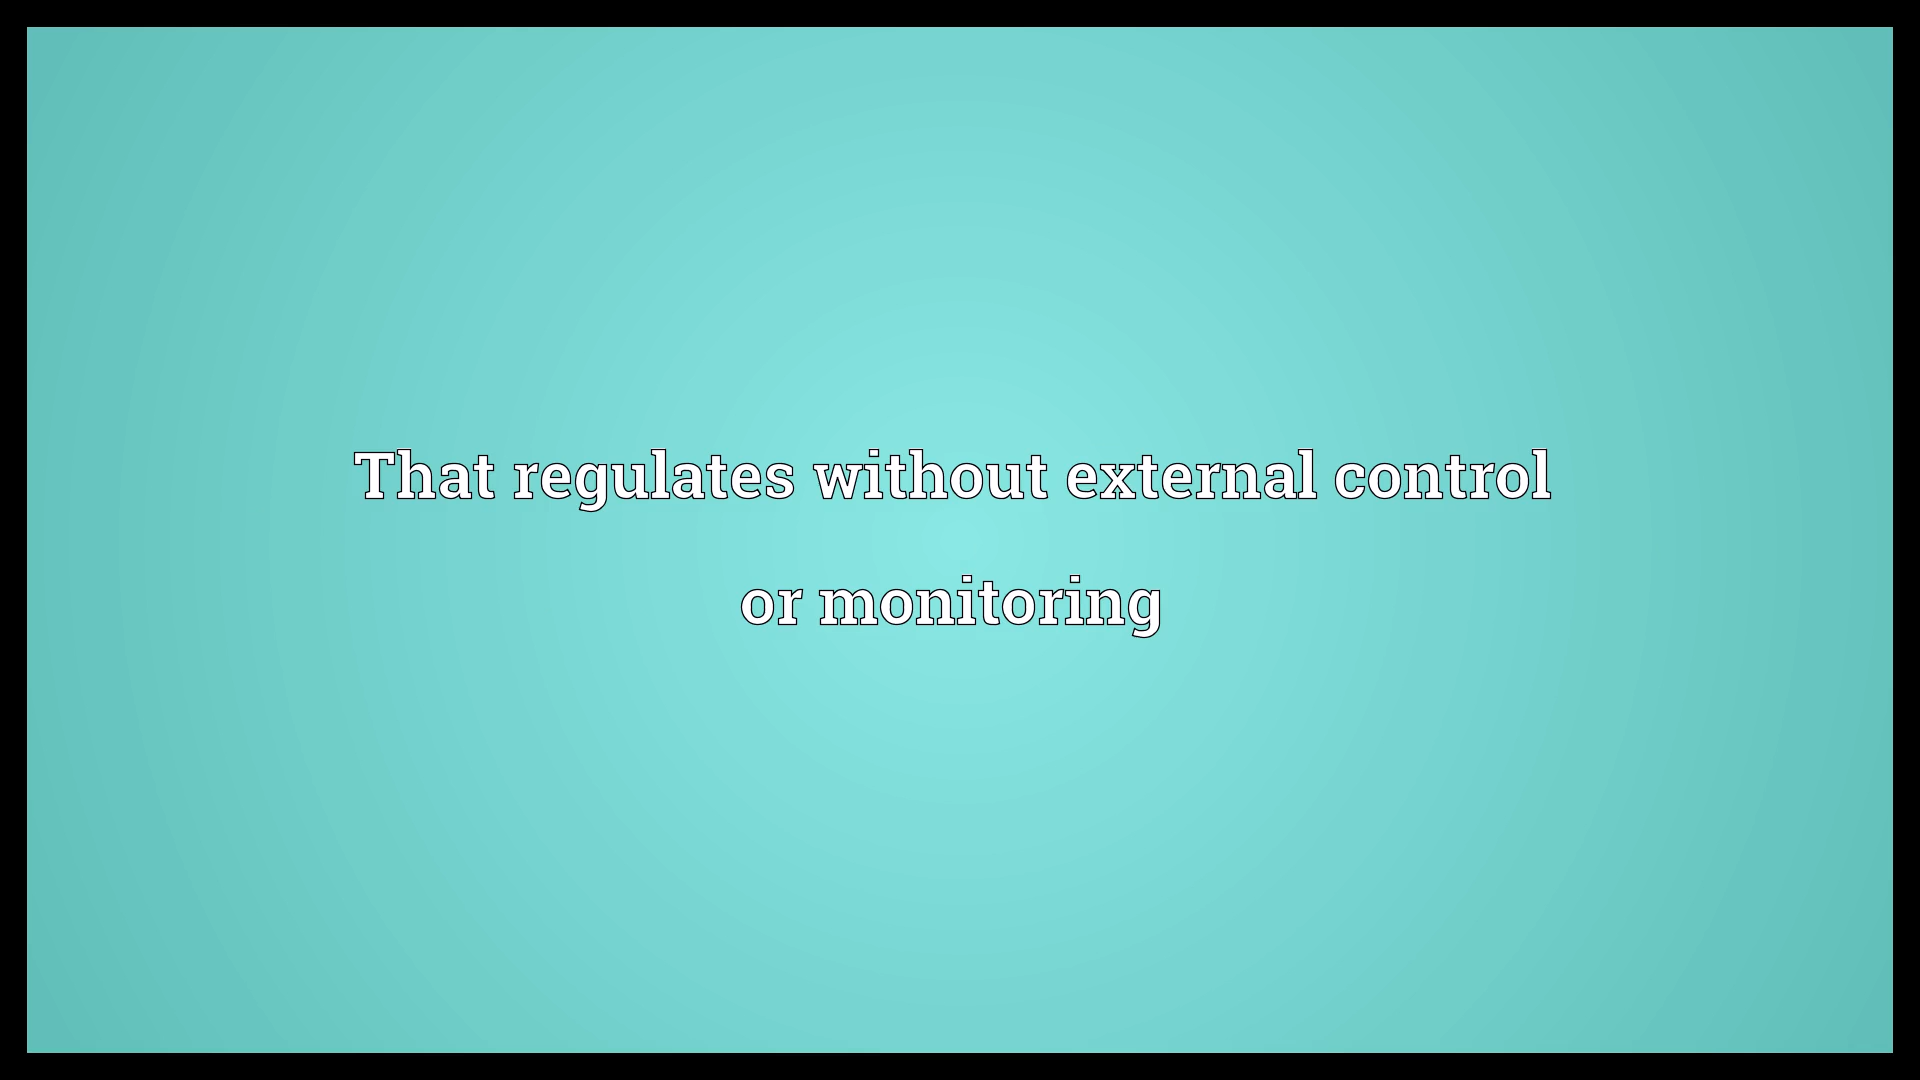 That regulates without external control
or monitoring